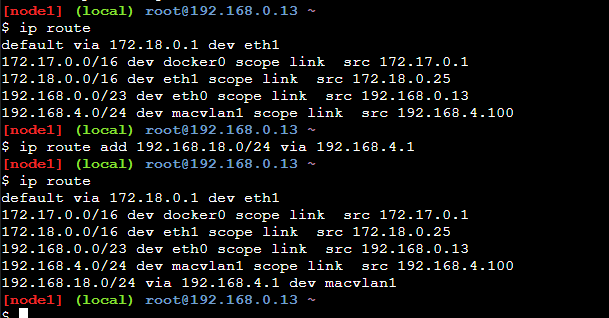 [node1] (local) root@192.168.0.13 ~
$ ip route
default via 172.18.0.1 dev eth1
172.17.0.0/16 dev docker0 scope link  src 172.17.0.1
172.18.0.0/16 dev eth1 scope link  src 172.18.0.25
192.168.0.0/23 dev eth0 scope link  src 192.168.0.13
192.168.4.0/24 dev macvlan1 scope link  src 192.168.4.100
[node1] (local) root@192.168.0.13 ~
$ ip route add 192.168.18.0/24 via 192.168.4.1
[node1] (local) root@192.168.0.13 ~
$ ip route
default via 172.18.0.1 dev eth1
172.17.0.0/16 dev docker0 scope link  src 172.17.0.1
172.18.0.0/16 dev eth1 scope link  src 172.18.0.25
192.168.0.0/23 dev eth0 scope link  src 192.168.0.13
192.168.4.0/24 dev macvlan1 scope link  src 192.168.4.100
192.168.18.0/24 via 192.168.4.1 dev macvlan1
[node1] (local) root@192.168.0.13 ~
$